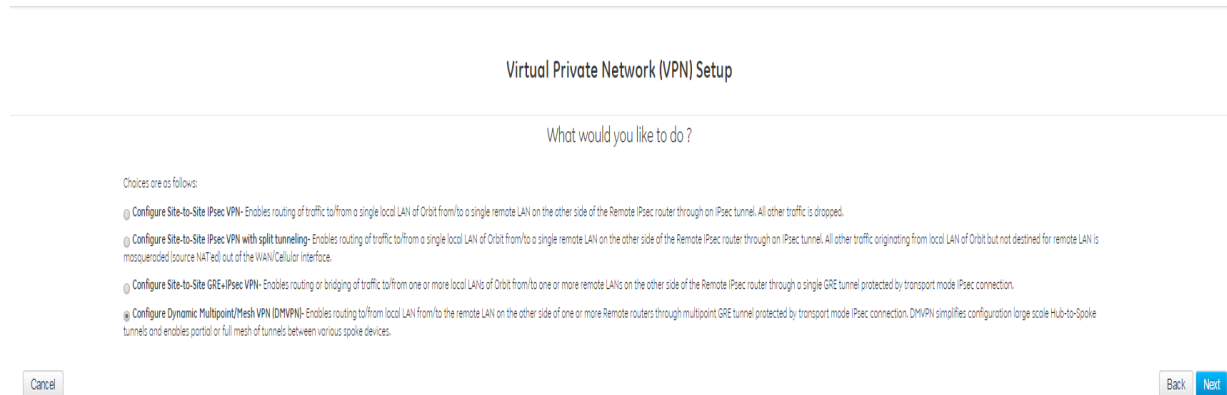 Virtual Private Network (VPN) Setup
What would you like to do ?
Choices are as follows:
Configure Site-to-Site IPsec VPN- Enables routing of traffic to/from a single local LAN of Orbit from/to a single remote LAN on the other side of the Remote IPsec router through an IPsec tunnel. All other traffic is dropped.
Configure Site-to-Site IPsec VPN with split tunneling- Enables routing of traffic to/from a single local LAN of Orbit from/to a single remote LAN on the other side of the Remote IPsec router through an IPsec tunnel. All other traffic originating from local LAN of Orbit but not destined for remote LAN is
masqueraded (source NAT'ed) out of the WAN/Cellular interface.
Configure Site-to-Site GRE+IPsec VPN- Enables routing or bridging of traffic to/from one or more local LANs of Orbit from/to one or more remote LANs on the other side of the Remote IPsec router through a single GRE tunnel protected by transport mode IPsec connection.
Configure Dynamic Multipoint/Mesh VPN (DMVPN)- Enables routing to/from local LAN from/to the remote LAN on the other side of one or more Remote routers through multipoint GRE tunnel protected by transport mode IPsec connection. DMVPN simplifies configuration large scale Hub-to-Spoke
tunnels and enables partial or full mesh of tunnels between various spoke devices.
Cancel Back Next